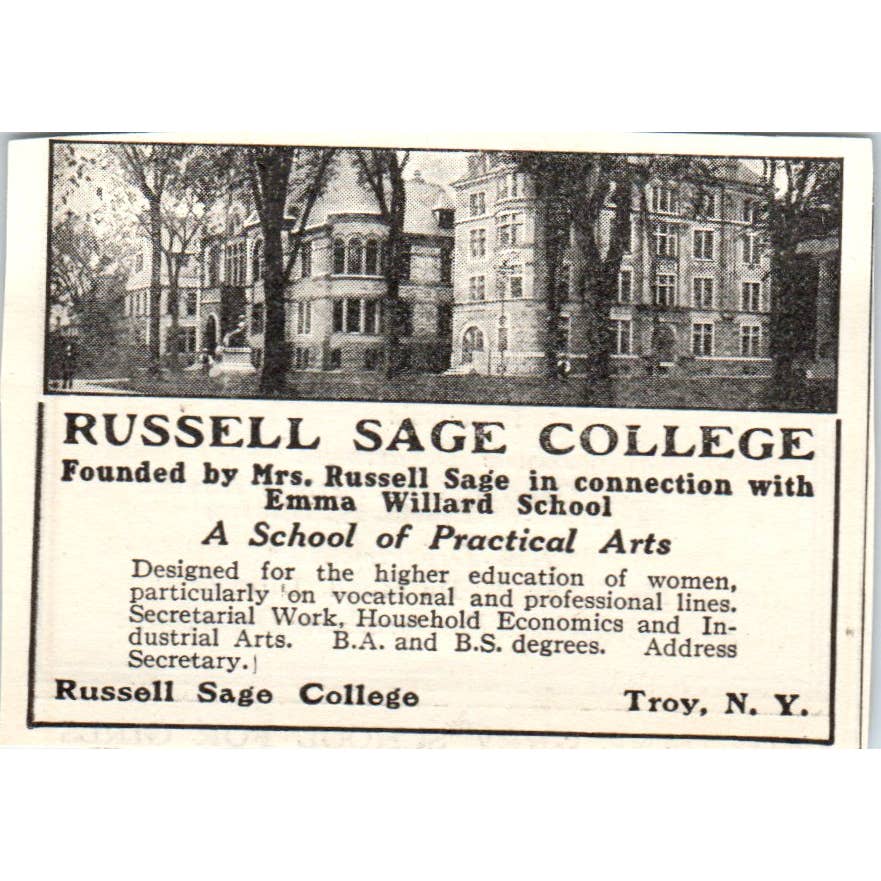 RUSSELL SAGE COLLEGE
Founded by Mrs. Russell Sage in connection with
Emma Willard School
A School of Practical Arts
Designed for the higher education of women,
particularly on vocational and professional lines.
Secretarial Work, Household Economics and In-
dustrial Arts. B.A. and B.S. degrees. Address
Secretary.
Russell Sage College Troy, N. Y.